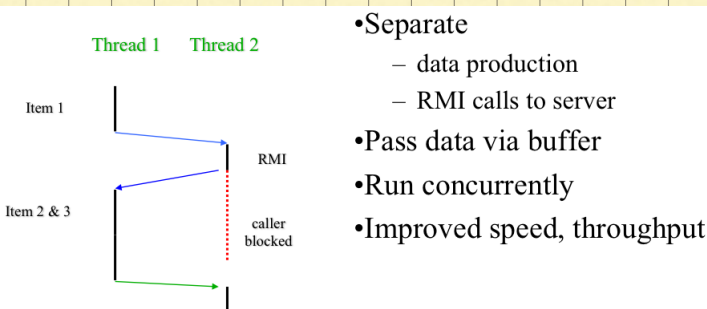 Thread 1
Thread 2
Item 1
RMI
Item 2 & 3
caller
blocked
•Separate
– data production
– RMI calls to server
•Pass data via buffer
•Run concurrently
•Improved speed, throughput